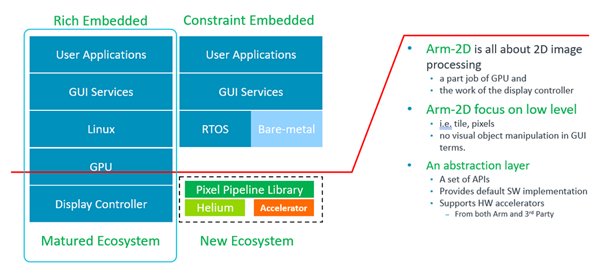 Rich Embedded
User Applications
GUI Services
Linux
GPU
Display Controller
Matured Ecosystem
Constraint Embedded
User Applications
GUI Services
RTOS
Bare-metal
Pixel Pipeline Library
Helium
Accelerator
New Ecosystem
• Arm-2D is all about 2D image
processing
• a part job of GPU and
• the work of the display controller
• Arm-2D focus on low level
• i.e, tile, pixels
• no visual object manipulation in GUI
terms.
• An abstraction layer
• A set of APIs
• Provides default SW implementation
• Supports HW accelerators
– From both Arm and 3rd Party